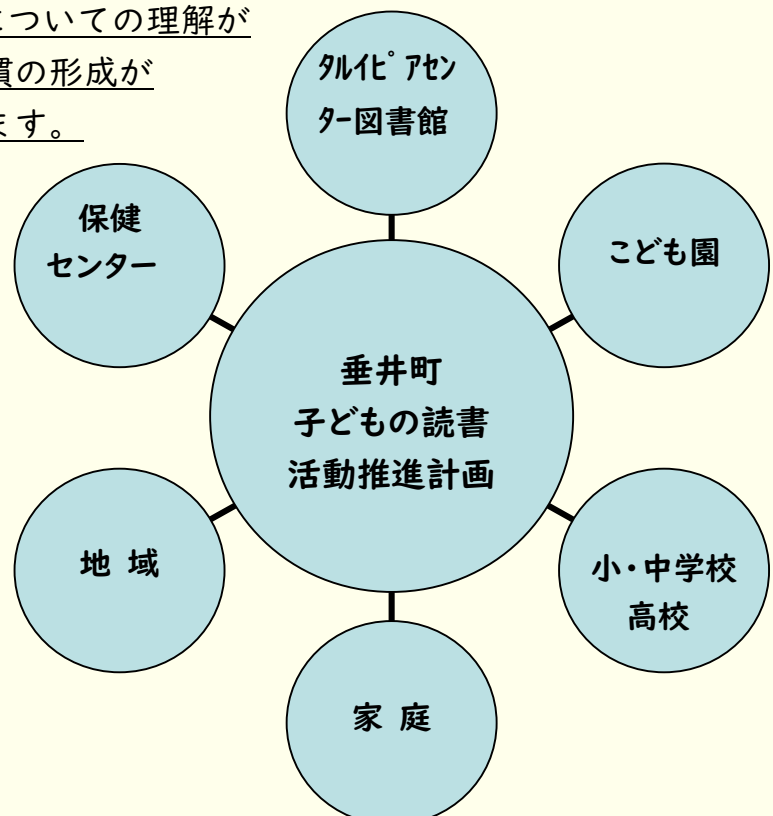 ついての理解が
慣の形成が
ます。
ﾀﾙｲﾋﾟｱｾﾝ
ﾀｰ図書館
保健
センター
こども園
垂井町
子どもの読書
活動推進計画
地 域
小・中学校
高校
家 庭